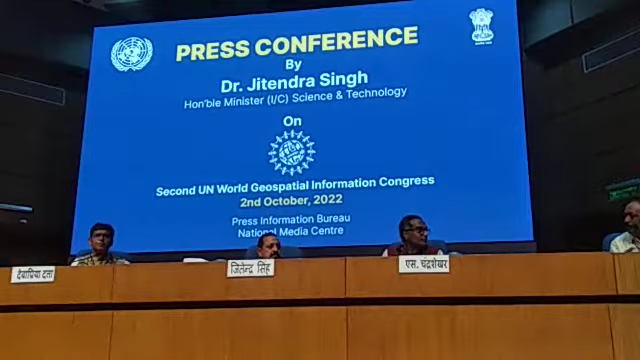 PRESS CONFERENCE
By
Dr. Jitendra Singh
Hon'ble Minister (I/C) Science & Technology
On
Second UN World Geospatial Information Congress
2nd October, 2022
Press Information Bureau
National Media Centre
देवाप्रिया दत्ता
जितेन्द्र सिंह
एस. चंद्रशेखर